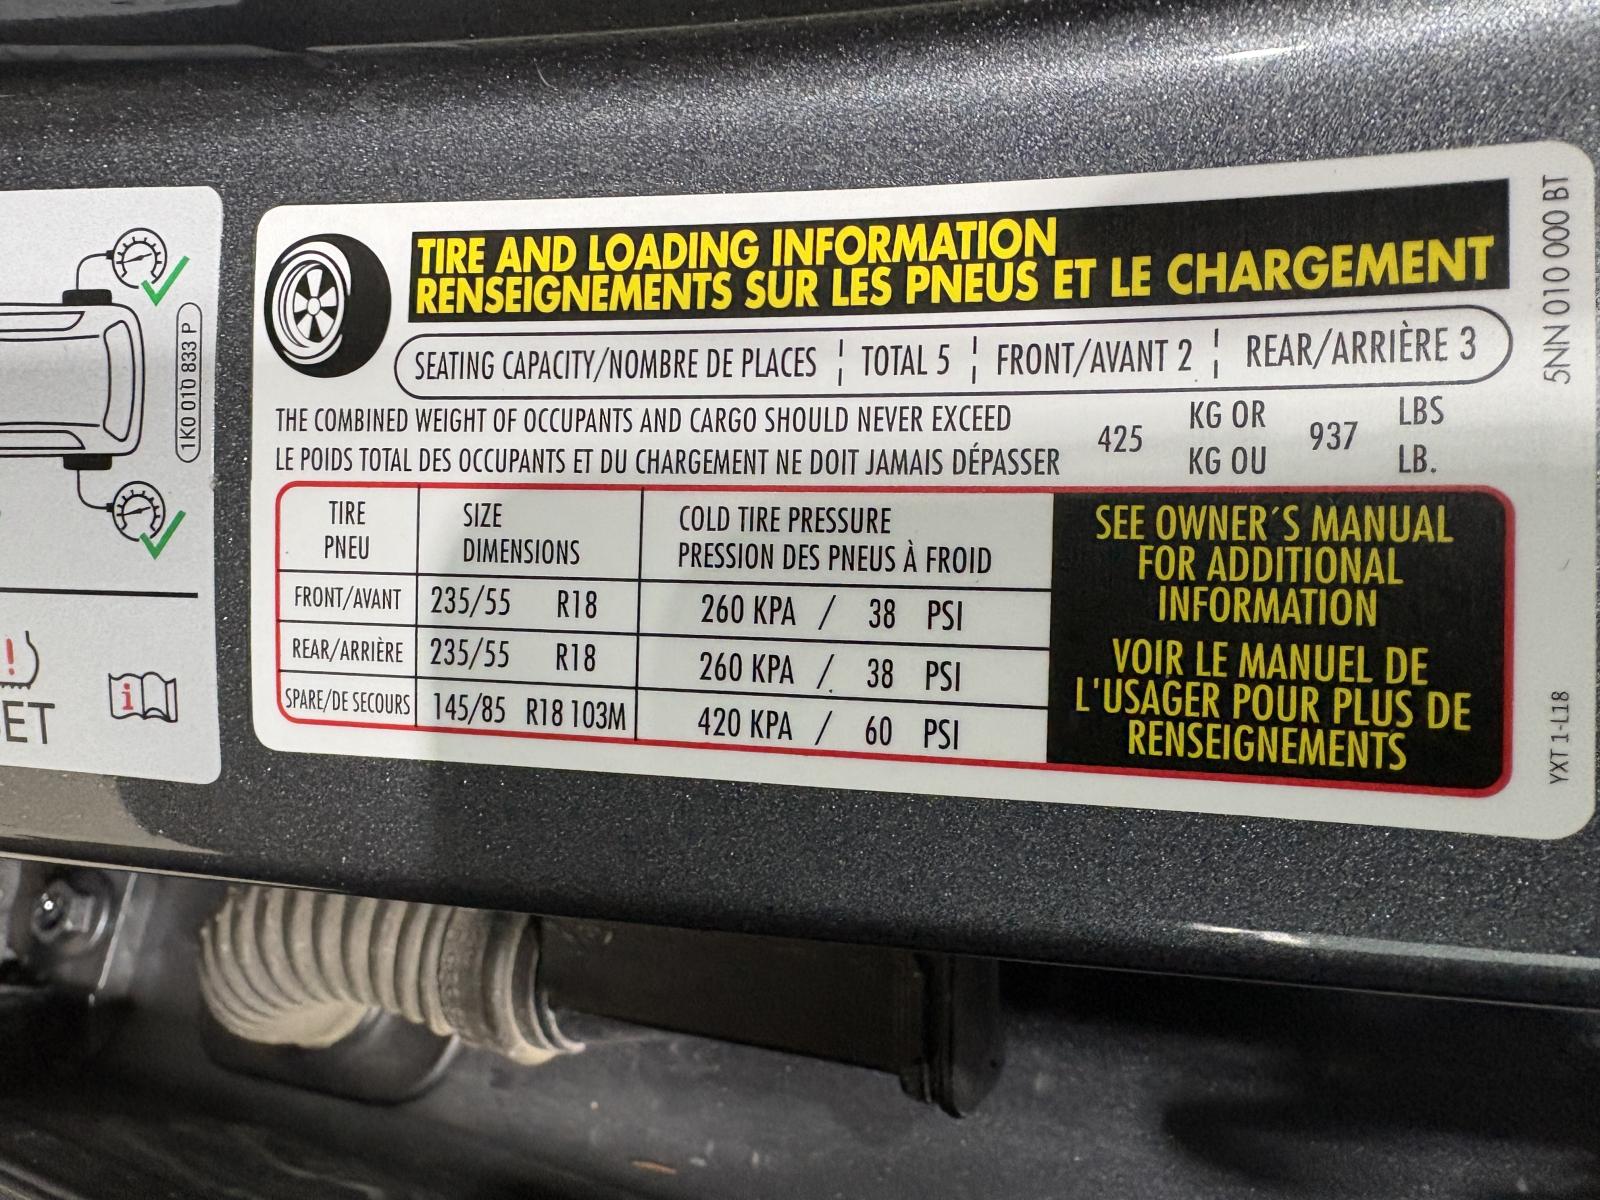 1K0 010 833 P
!
i
TIRE AND LOADING INFORMATION
RENSEIGNEMENTS SUR LES PNEUS ET LE CHARGEMENT
SEATING CAPACITY/NOMBRE DE PLACES ¦ TOTAL 5 ¦ FRONT/AVANT 2 ¦ REAR/ARRIÈRE 3
THE COMBINED WEIGHT OF OCCUPANTS AND CARGO SHOULD NEVER EXCEED 425 KG OR 937 LBS
LE POIDS TOTAL DES OCCUPANTS ET DU CHARGEMENT NE DOIT JAMAIS DÉPASSER KG OU LB.
TIRE SIZE COLD TIRE PRESSURE
PNEU DIMENSIONS PRESSION DES PNEUS À FROID
FRONT/AVANT 235/55 R18 260 KPA / 38 PSI
REAR/ARRIÈRE 235/55 R18 260 KPA / 38 PSI
SPARE/DE SECOURS 145/85 R18 103M 420 KPA / 60 PSI
SEE OWNER´S MANUAL
FOR ADDITIONAL
INFORMATION
VOIR LE MANUEL DE
L'USAGER POUR PLUS DE
RENSEIGNEMENTS
5NN 010 000 BT
YXT 1-L18